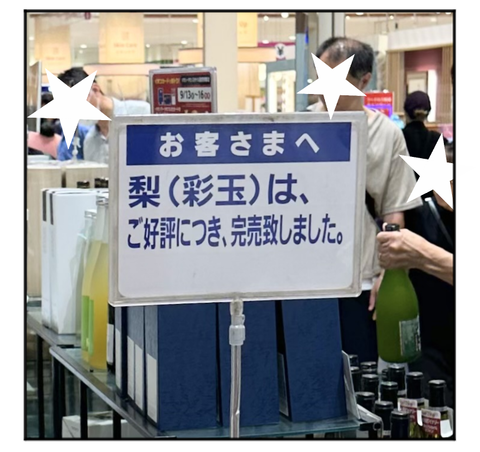 お客さまへ
梨（彩玉）は、
ご好評につき、完売致しました。